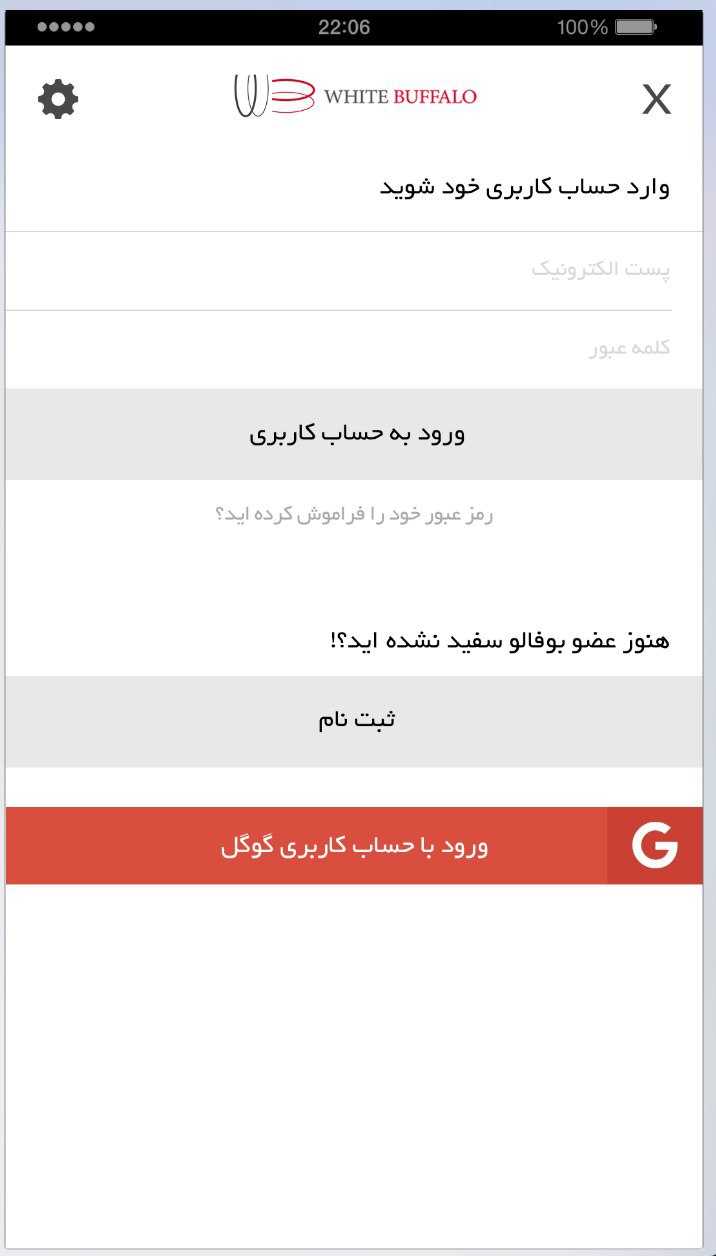 22:06
100%
WHITE BUFFALO
X
وارد حساب کاربری خود شوید
پست الکترونیک
کلمه عبور
ورود به حساب کاربری
رمز عبور خود را فراموش کرده اید؟
هنوز عضو بوفالو سفید نشده اید؟!
ثبت نام
G
ورود با حساب کاربری گوگل